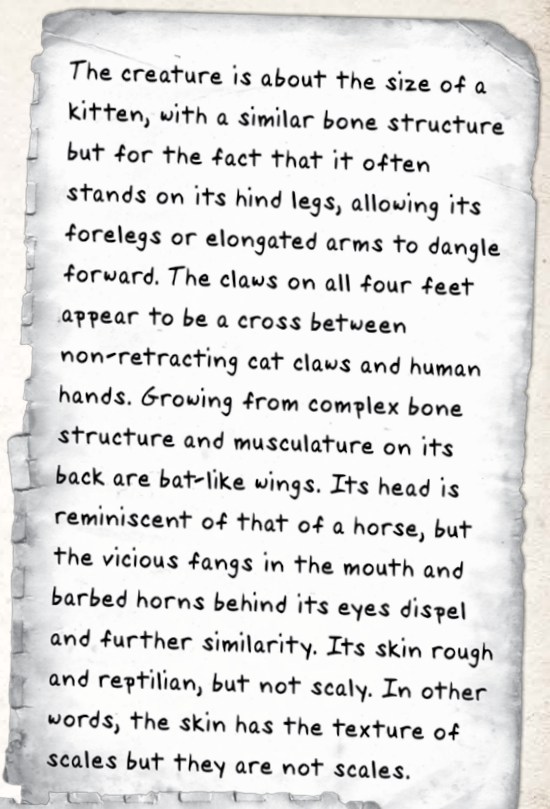 The creature is about the size of a
kitten, with a similar bone structure
but for the fact that it often
stands on its hind legs, allowing its
forelegs or elongated arms to dangle
forward. The claws on all four feet
appear to be a cross between
non-retracting cat claws and human
hands. Growing from complex bone
structure and musculature on its
back are bat-like wings. Its head is
reminiscent of that of a horse, but
the vicious fangs in the mouth and
barbed horns behind its eyes dispel
and further similarity. Its skin rough
and reptilian, but not scaly. In other
words, the skin has the texture of
scales but they are not scales.